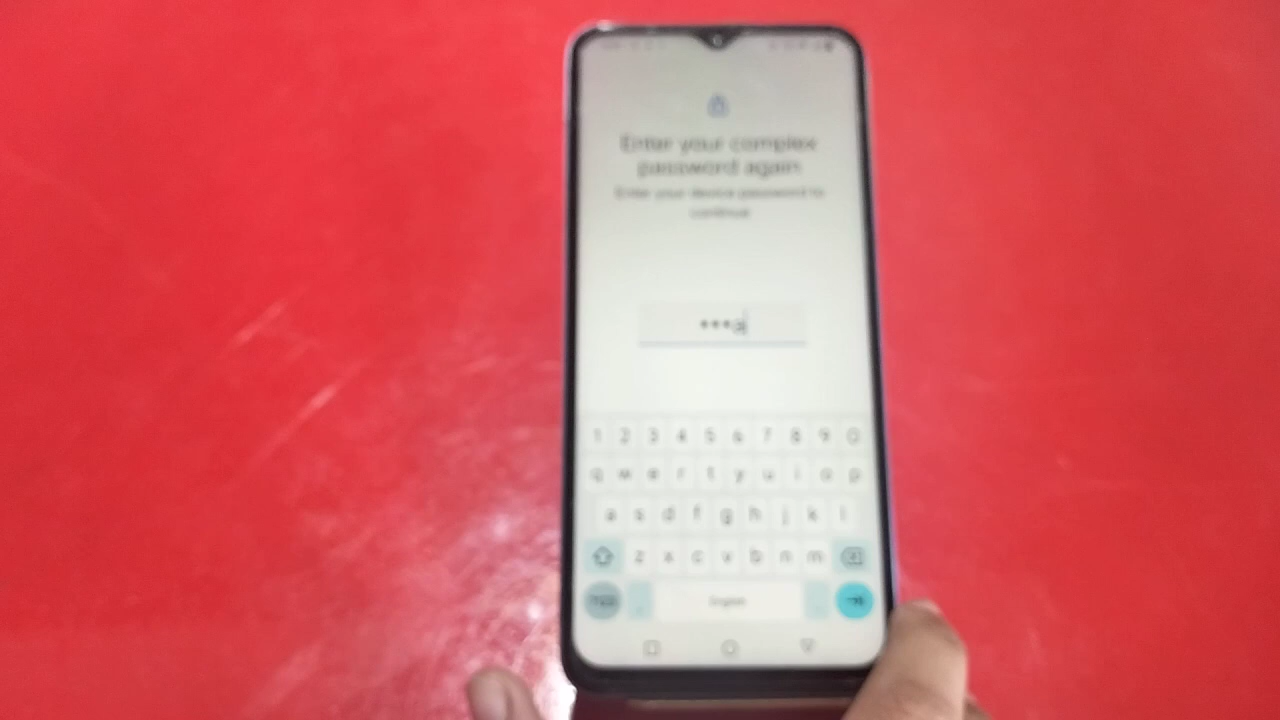 Enter your complex
password again
Enter your device password to
continue
•••a
1 2 3 4 5 6 7 8 9 0
q w e r t y u i o p
a s d f g h j k l
z x c v b n m
?123 , English .